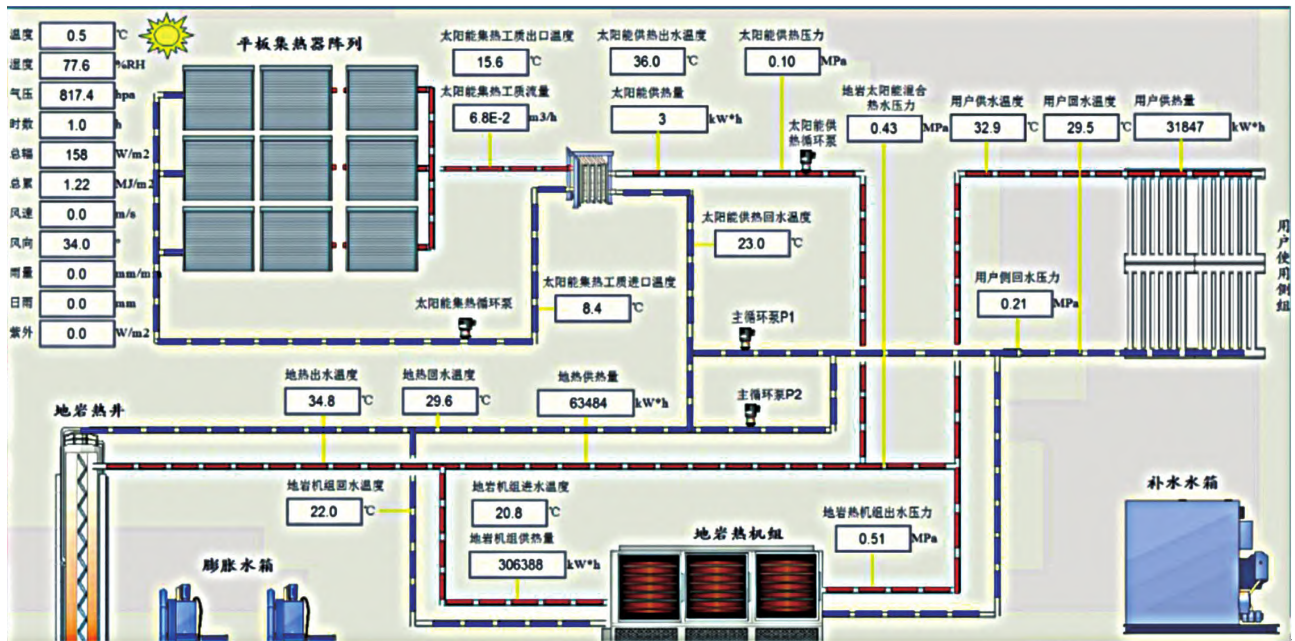 温度 0.5 ℃
湿度 77.6 %RH
气压 817.4 hpa
时数 1.0 h
总辐 158 W/m2
总累 1.22 MJ/m2
风速 0.0 m/s
风向 34.0 °
雨量 0.0 mm/m
日雨 0.0 mm
紫外 0.0 W/m2
平板集热器阵列
太阳能集热工质出口温度
15.6 ℃
太阳能集热工质流量
6.8E-2 m3/h
太阳能供热出水温度
36.0 ℃
太阳能供热量
3 kW*h
太阳能供热压力
0.10 MPa
太阳能供
热循环泵
地岩太阳能混合
热水压力
0.43 MPa
用户供水温度
32.9 ℃
用户回水温度
29.5 ℃
用户供热量
31847 kW*h
太阳能供热回水温度
23.0 ℃
用户使用侧组
用户侧回水压力
0.21 MPa
太阳能集热循环泵
太阳能集热工质进口温度
8.4 ℃
主循环泵P1
主循环泵P2
地岩热井
地热出水温度
34.8 ℃
地热回水温度
29.6 ℃
地热供热量
63484 kW*h
地岩机组回水温度
22.0 ℃
地岩机组进水温度
20.8 ℃
地岩机组供热量
306388 kW*h
地岩热机组
地岩热机组出水压力
0.51 MPa
补水水箱
膨胀水箱